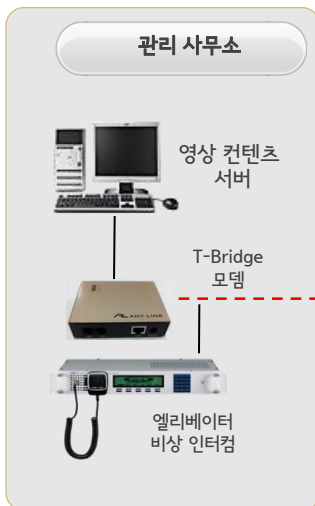 관리 사무소
영상 컨텐츠
서버
T-Bridge
모뎀
ANY LINE
엘리베이터
비상 인터컴